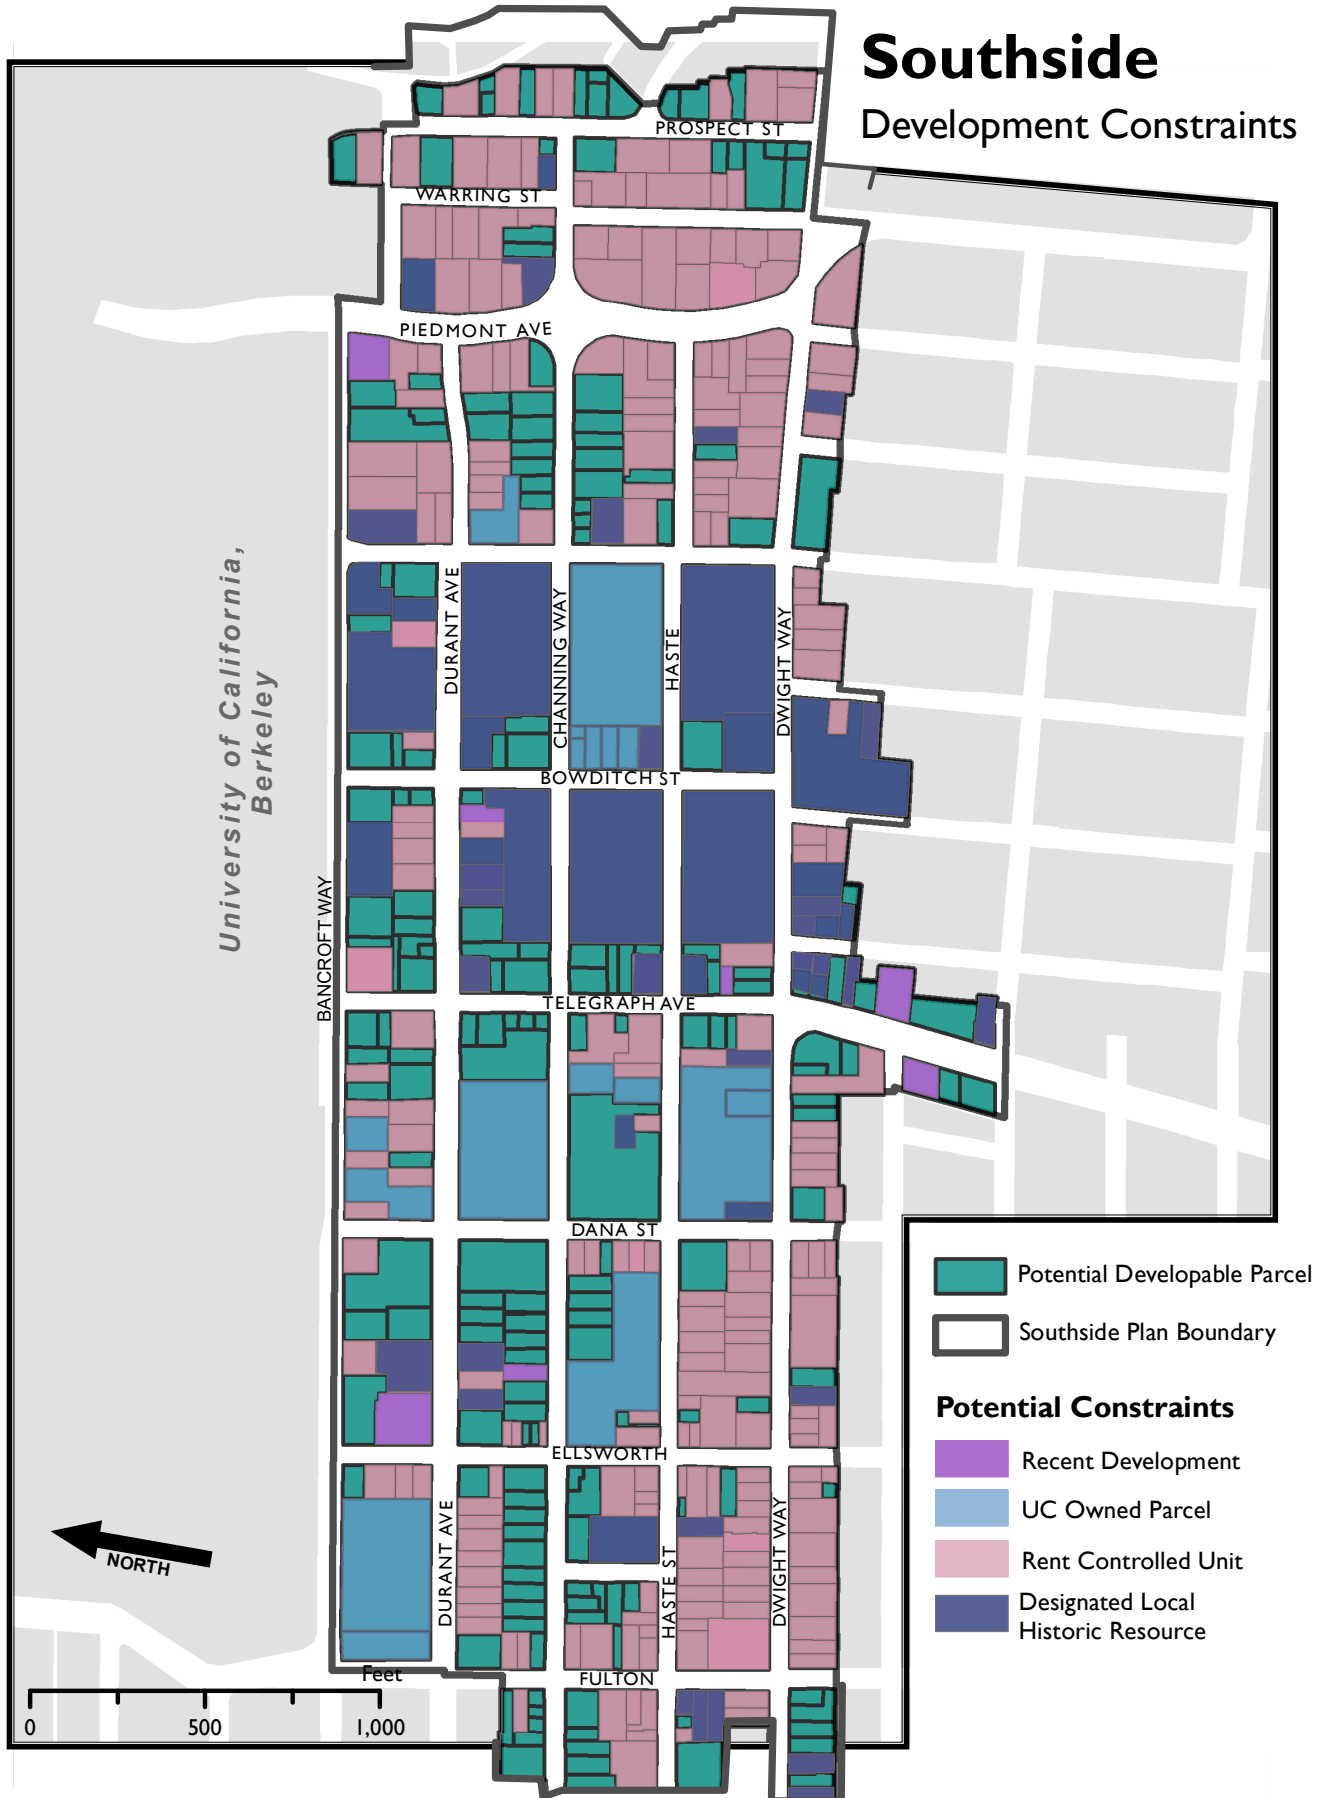 Southside
Development Constraints
PROSPECT ST
WARRING ST
PIEDMONT AVE
University of California,
Berkeley
DURANT AVE
CHANNING WAY
HASTE
DWIGHT WAY
BOWDITCH ST
BANCROFT WAY
TELEGRAPH AVE
DANA ST
Potential Developable Parcel
Southside Plan Boundary
Potential Constraints
Recent Development
UC Owned Parcel
Rent Controlled Unit
Designated Local
Historic Resource
ELLSWORTH
DURANT AVE
HASTE ST
DWIGHT WAY
NORTH
FULTON
Feet
0 500 1,000